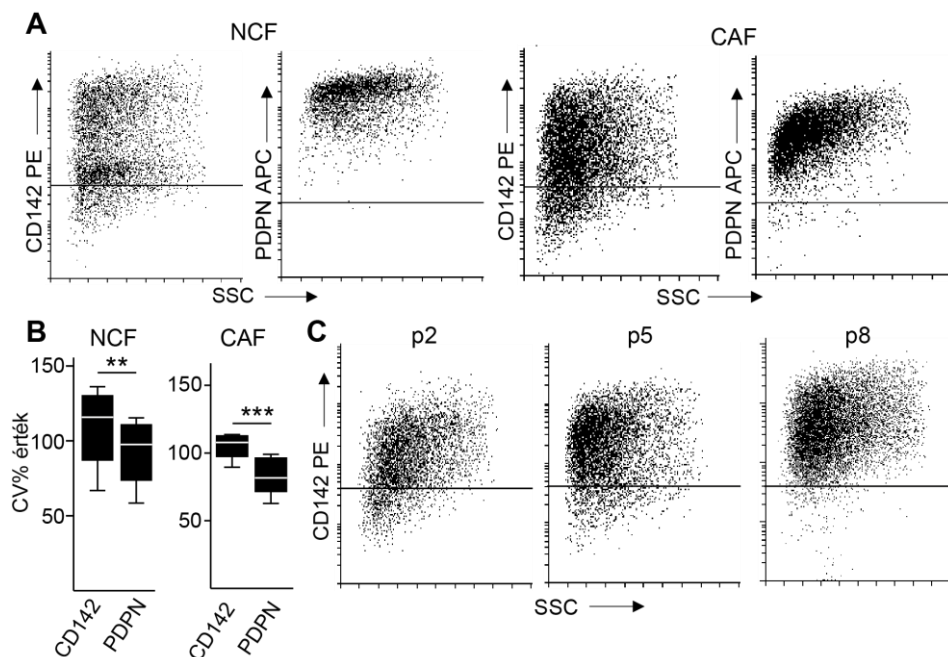 A
NCF
CAF
CD142 PE
PDPN APC
CD142 PE
PDPN APC
SSC
SSC
B
NCF
CAF
CV% érték
150
100
50
**
CD142
PDPN
150
100
50
***
CD142
PDPN
C
p2
p5
p8
CD142 PE
SSC